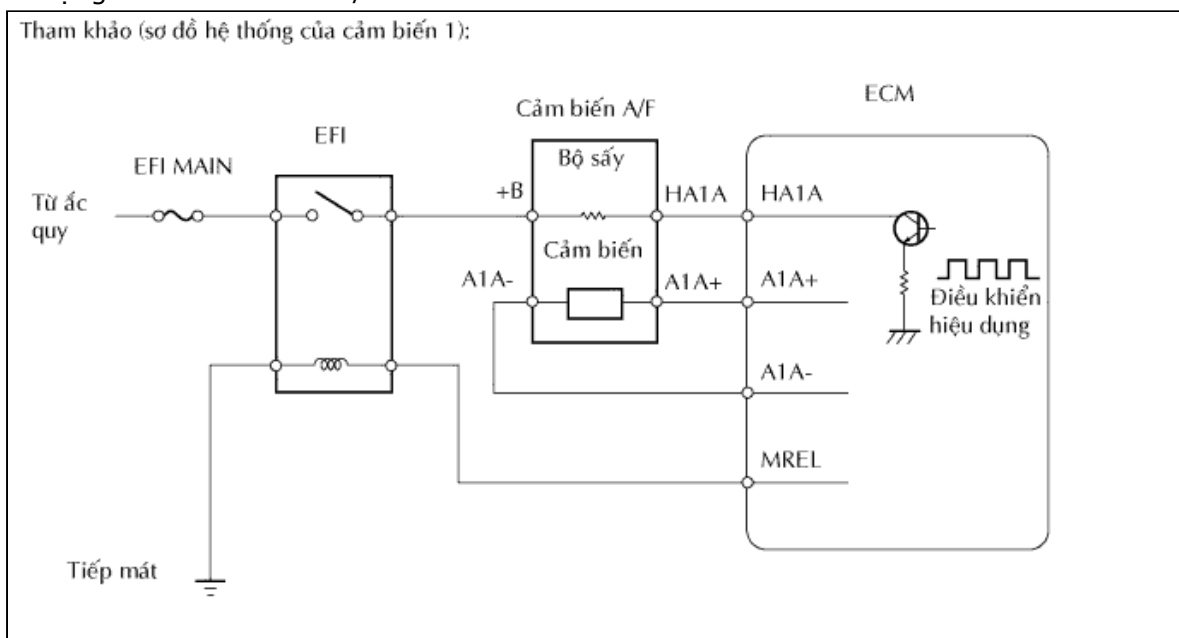 Tham khảo (sơ đồ hệ thống của cảm biến 1):
ECM
Cảm biến A/F
EFI
Bộ sấy
EFI MAIN
+B
HA1A
HA1A
Từ ắc
quy
Cảm biến
A1A-
A1A+
A1A+
Điều khiển
hiệu dụng
A1A-
MREL
Tiếp mát